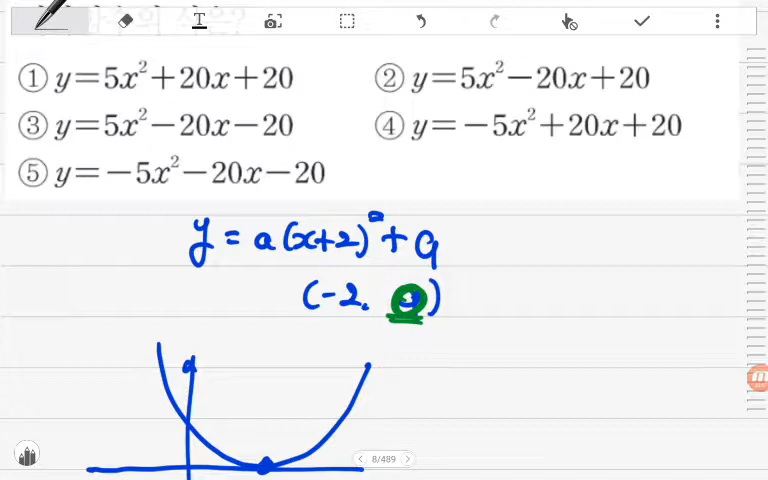 ① y=5x²+20x+20 ② y=5x²-20x+20
③ y=5x²-20x-20 ④ y=-5x²+20x+20
⑤ y=-5x²-20x-20
y = a(x+2)² + q
(-2,
8/489